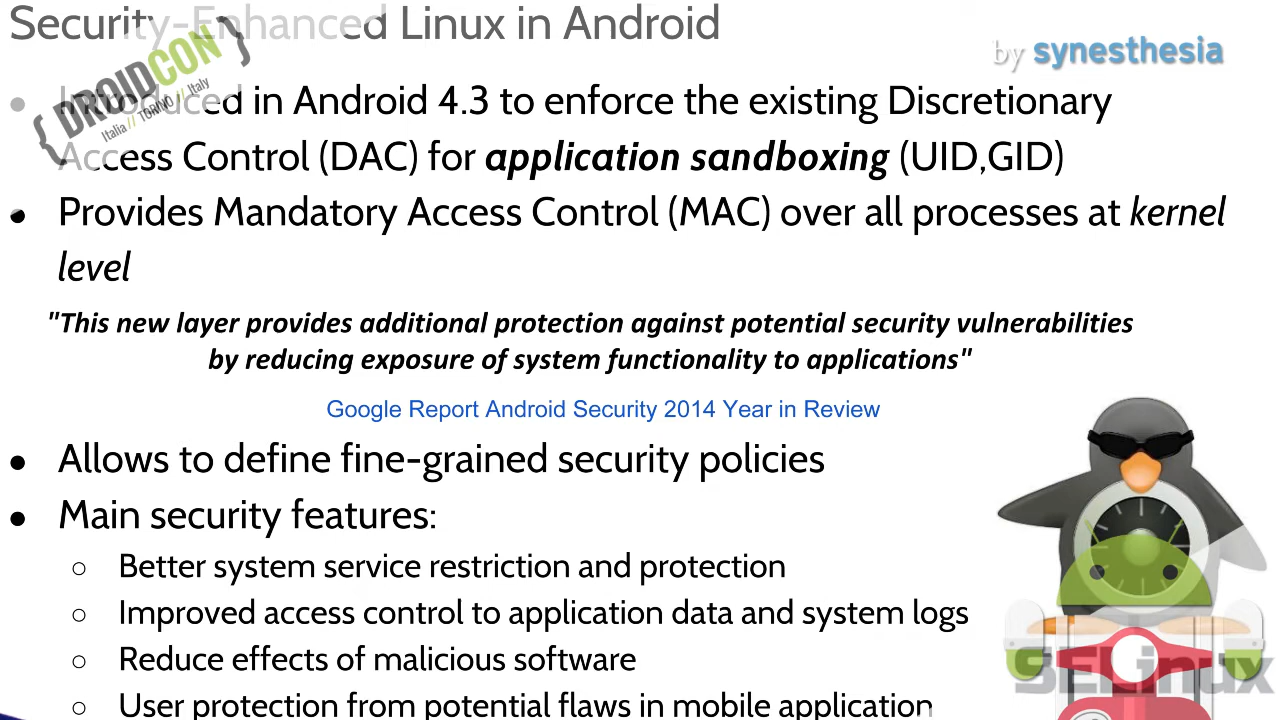 Security-Enhanced Linux in Android
by synesthesia
{ DROIDCON }
Italia // TORINO // Italy
• Introduced in Android 4.3 to enforce the existing Discretionary
Access Control (DAC) for application sandboxing (UID,GID)
• Provides Mandatory Access Control (MAC) over all processes at kernel
level
"This new layer provides additional protection against potential security vulnerabilities
by reducing exposure of system functionality to applications"
Google Report Android Security 2014 Year in Review
• Allows to define fine-grained security policies
• Main security features:
○ Better system service restriction and protection
○ Improved access control to application data and system logs
○ Reduce effects of malicious software
○ User protection from potential flaws in mobile application
SELinux